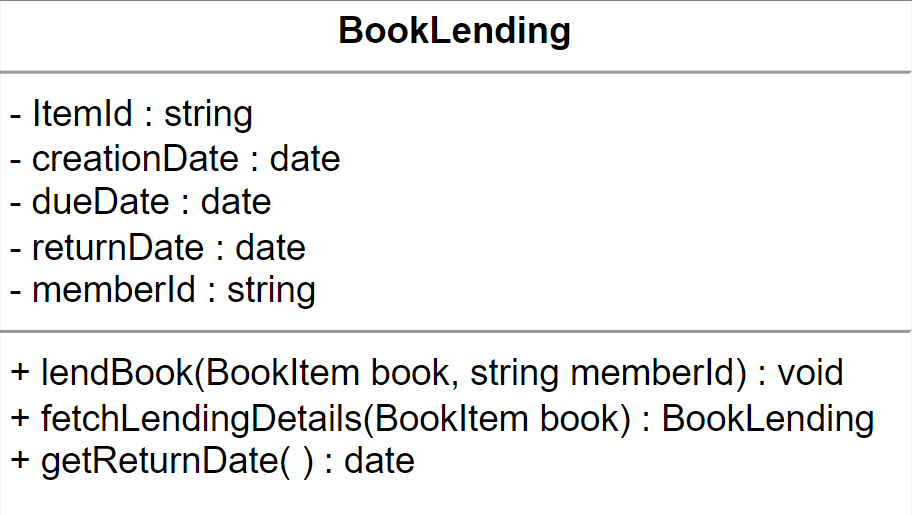 BookLending
- ItemId : string
- creationDate : date
- dueDate : date
- returnDate : date
- memberId : string
+ lendBook(BookItem book, string memberId) : void
+ fetchLendingDetails(BookItem book) : BookLending
+ getReturnDate( ) : date